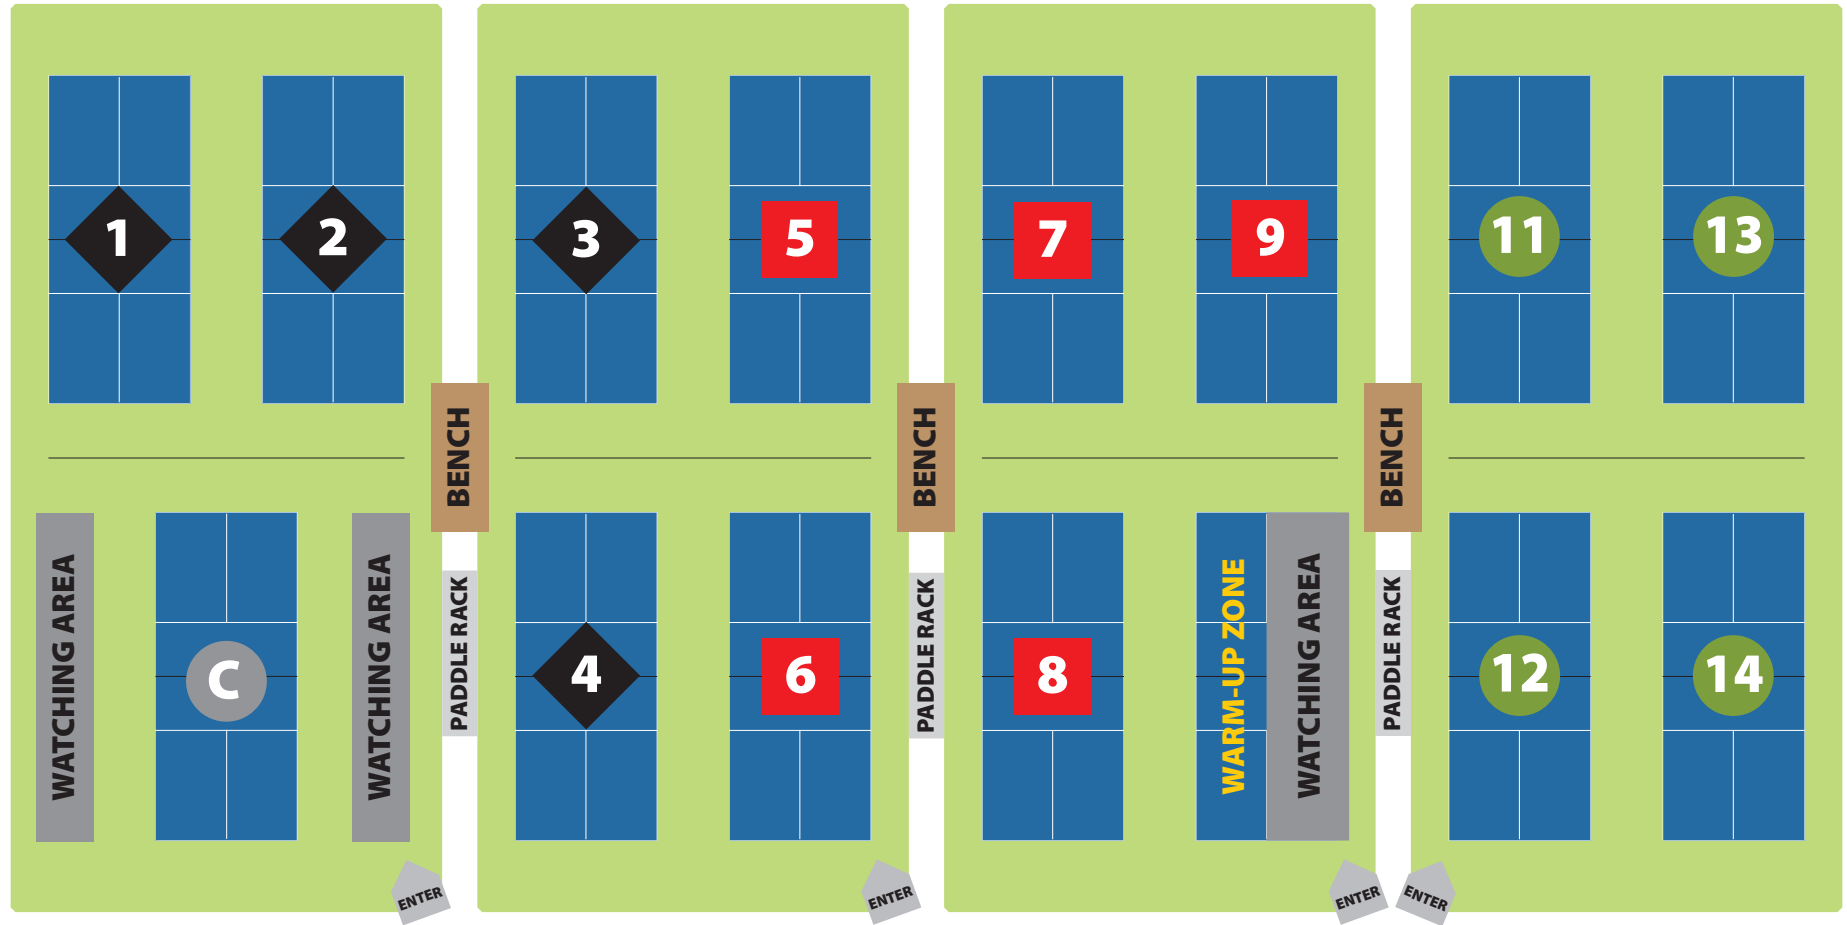 1
2
3
5
7
9
11
13
BENCH
BENCH
BENCH
WATCHING AREA
C
WATCHING AREA
PADDLE RACK
4
6
PADDLE RACK
8
WARM-UP ZONE
WATCHING AREA
PADDLE RACK
12
14
ENTER
ENTER
ENTER
ENTER